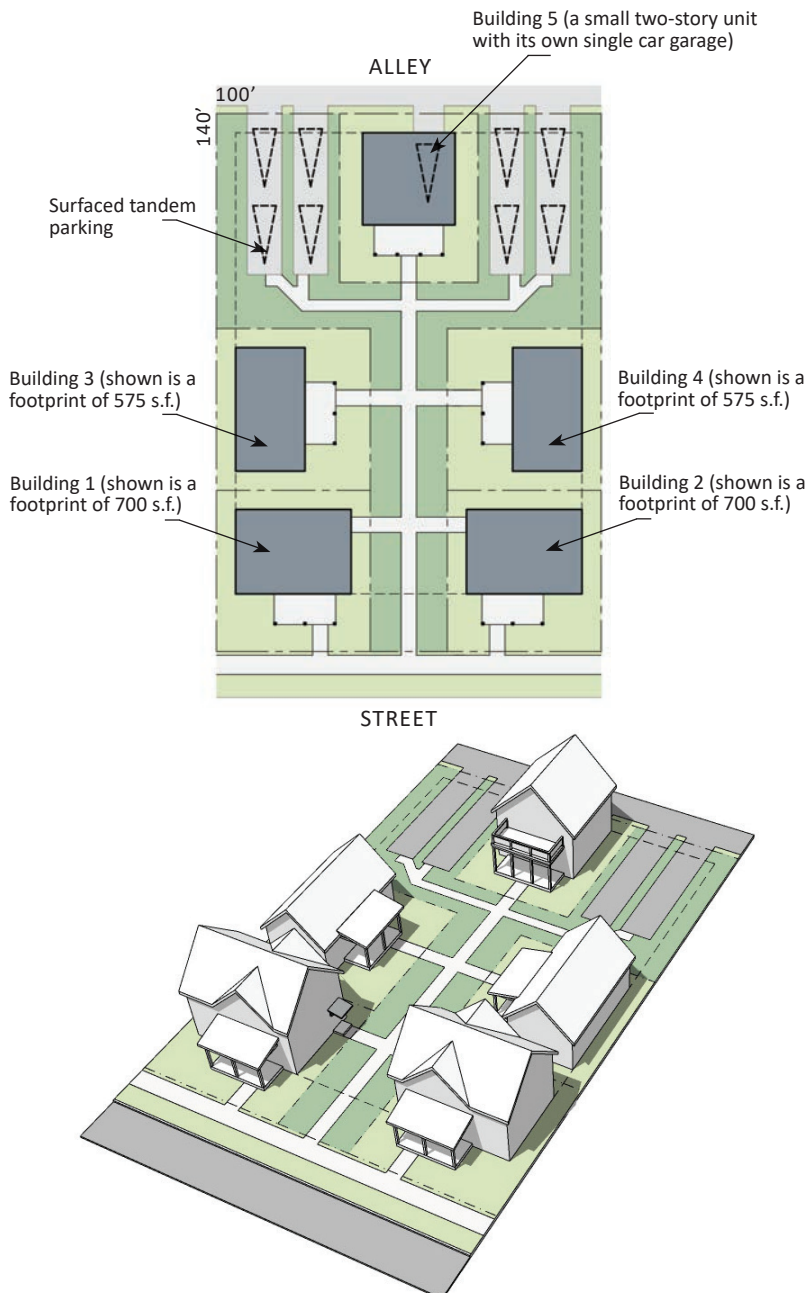 Building 5 (a small two-story unit
with its own single car garage)
ALLEY
100’
140’
Surfaced tandem
parking
Building 3 (shown is a
footprint of 575 s.f.)
Building 4 (shown is a
footprint of 575 s.f.)
Building 1 (shown is a
footprint of 700 s.f.)
Building 2 (shown is a
footprint of 700 s.f.)
STREET